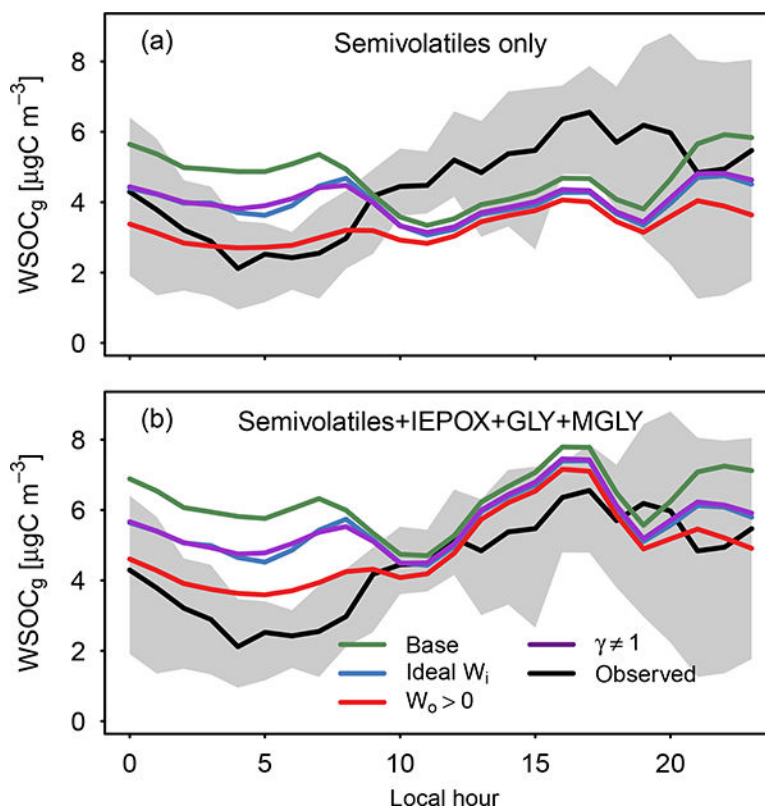 (a) Semivolatiles only
WSOCg [μgC m⁻³]
8
6
4
2
0
(b) Semivolatiles+IEPOX+GLY+MGLY
WSOCg [μgC m⁻³]
8
6
4
2
0
Base
Ideal Wᵢ
Wₒ > 0
γ ≠ 1
Observed
0 5 10 15 20
Local hour